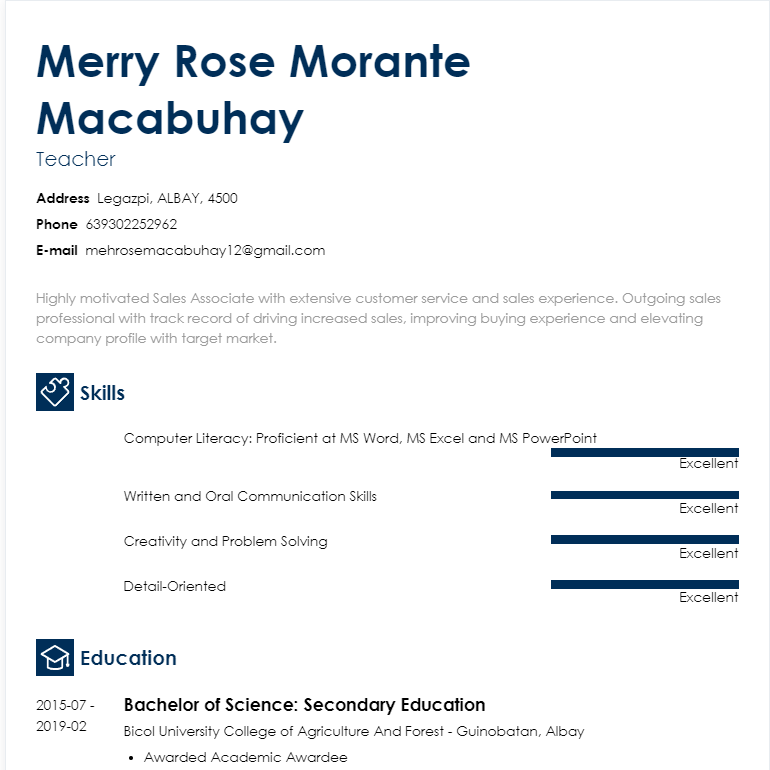 Merry Rose Morante
Macabuhay
Teacher
Address Legazpi, ALBAY, 4500
Phone 639302252962
E-mail mehrosemacabuhay12@gmail.com
Highly motivated Sales Associate with extensive customer service and sales experience. Outgoing sales
professional with track record of driving increased sales, improving buying experience and elevating
company profile with target market.
Skills
Computer Literacy: Proficient at MS Word, MS Excel and MS PowerPoint
Excellent
Written and Oral Communication Skills
Excellent
Creativity and Problem Solving
Excellent
Detail-Oriented
Excellent
Education
2015-07 -
2019-02
Bachelor of Science: Secondary Education
Bicol University College of Agriculture And Forest - Guinobatan, Albay
• Awarded Academic Awardee